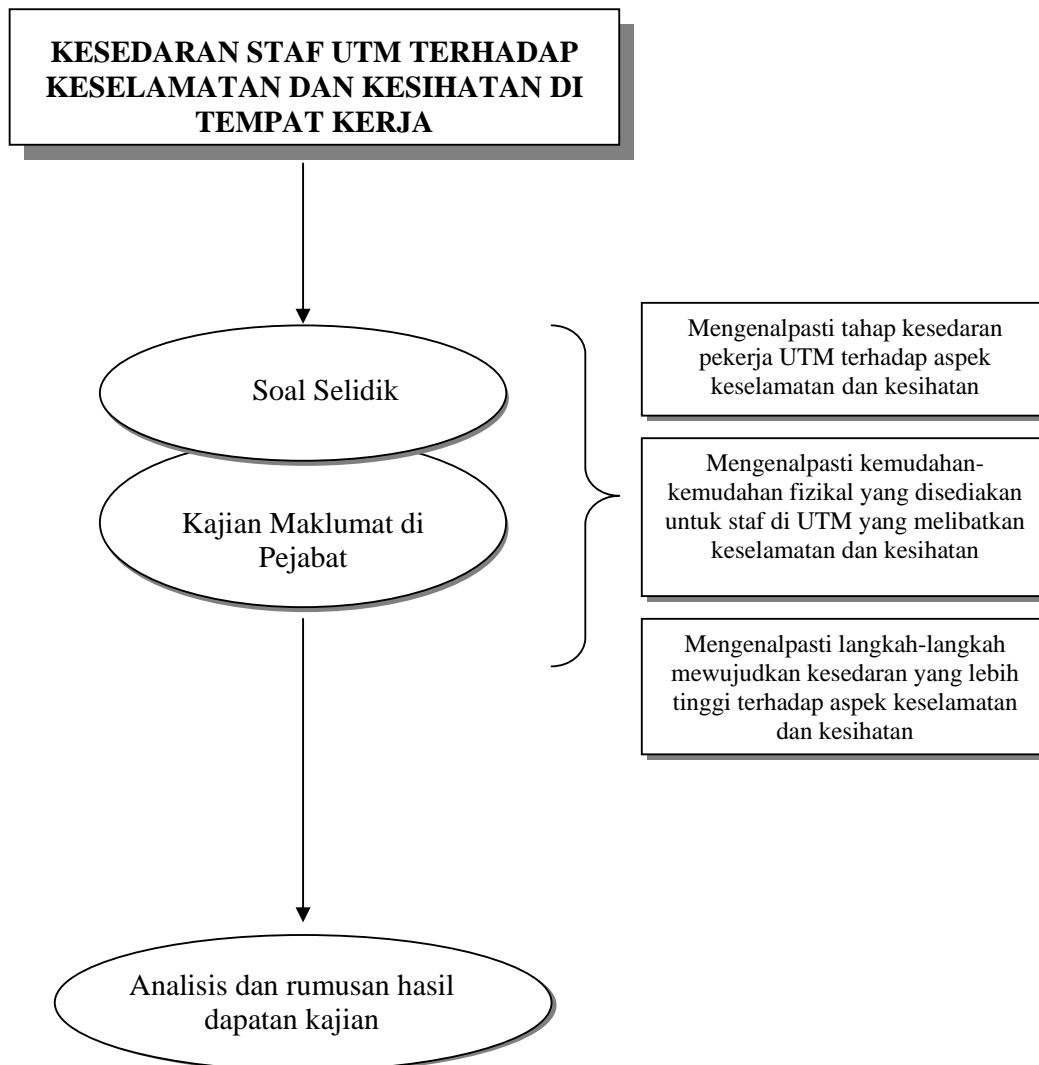 KESEDARAN STAF UTM TERHADAP
KESELAMATAN DAN KESIHATAN DI
TEMPAT KERJA
Soal Selidik
Kajian Maklumat di
Pejabat
Mengenalpasti tahap kesedaran
pekerja UTM terhadap aspek
keselamatan dan kesihatan
Mengenalpasti kemudahan-
kemudahan fizikal yang disediakan
untuk staf di UTM yang melibatkan
keselamatan dan kesihatan
Mengenalpasti langkah-langkah
mewujudkan kesedaran yang lebih
tinggi terhadap aspek keselamatan
dan kesihatan
Analisis dan rumusan hasil
dapatan kajian